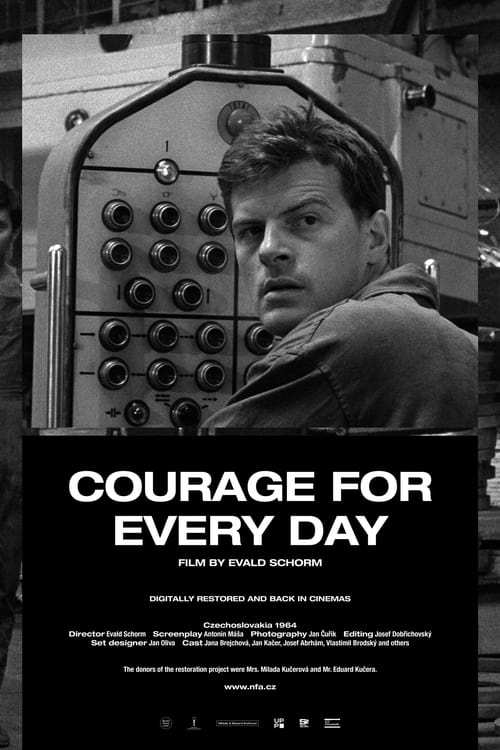 COURAGE FOR
EVERY DAY
FILM BY EVALD SCHORM
DIGITALLY RESTORED AND BACK IN CINEMAS
Czechoslovakia 1964
Director Evald Schorm Screenplay Antonín Máša Photography Jan Čuřík Editing Josef Dobřichovský
Set designer Jan Oliva Cast Jana Brejchová, Jan Kačer, Josef Abrhám, Vlastimil Brodský and others
The donors of the restoration project were Mrs. Milada Kučerová and Mr. Eduard Kučera.
www.nfa.cz